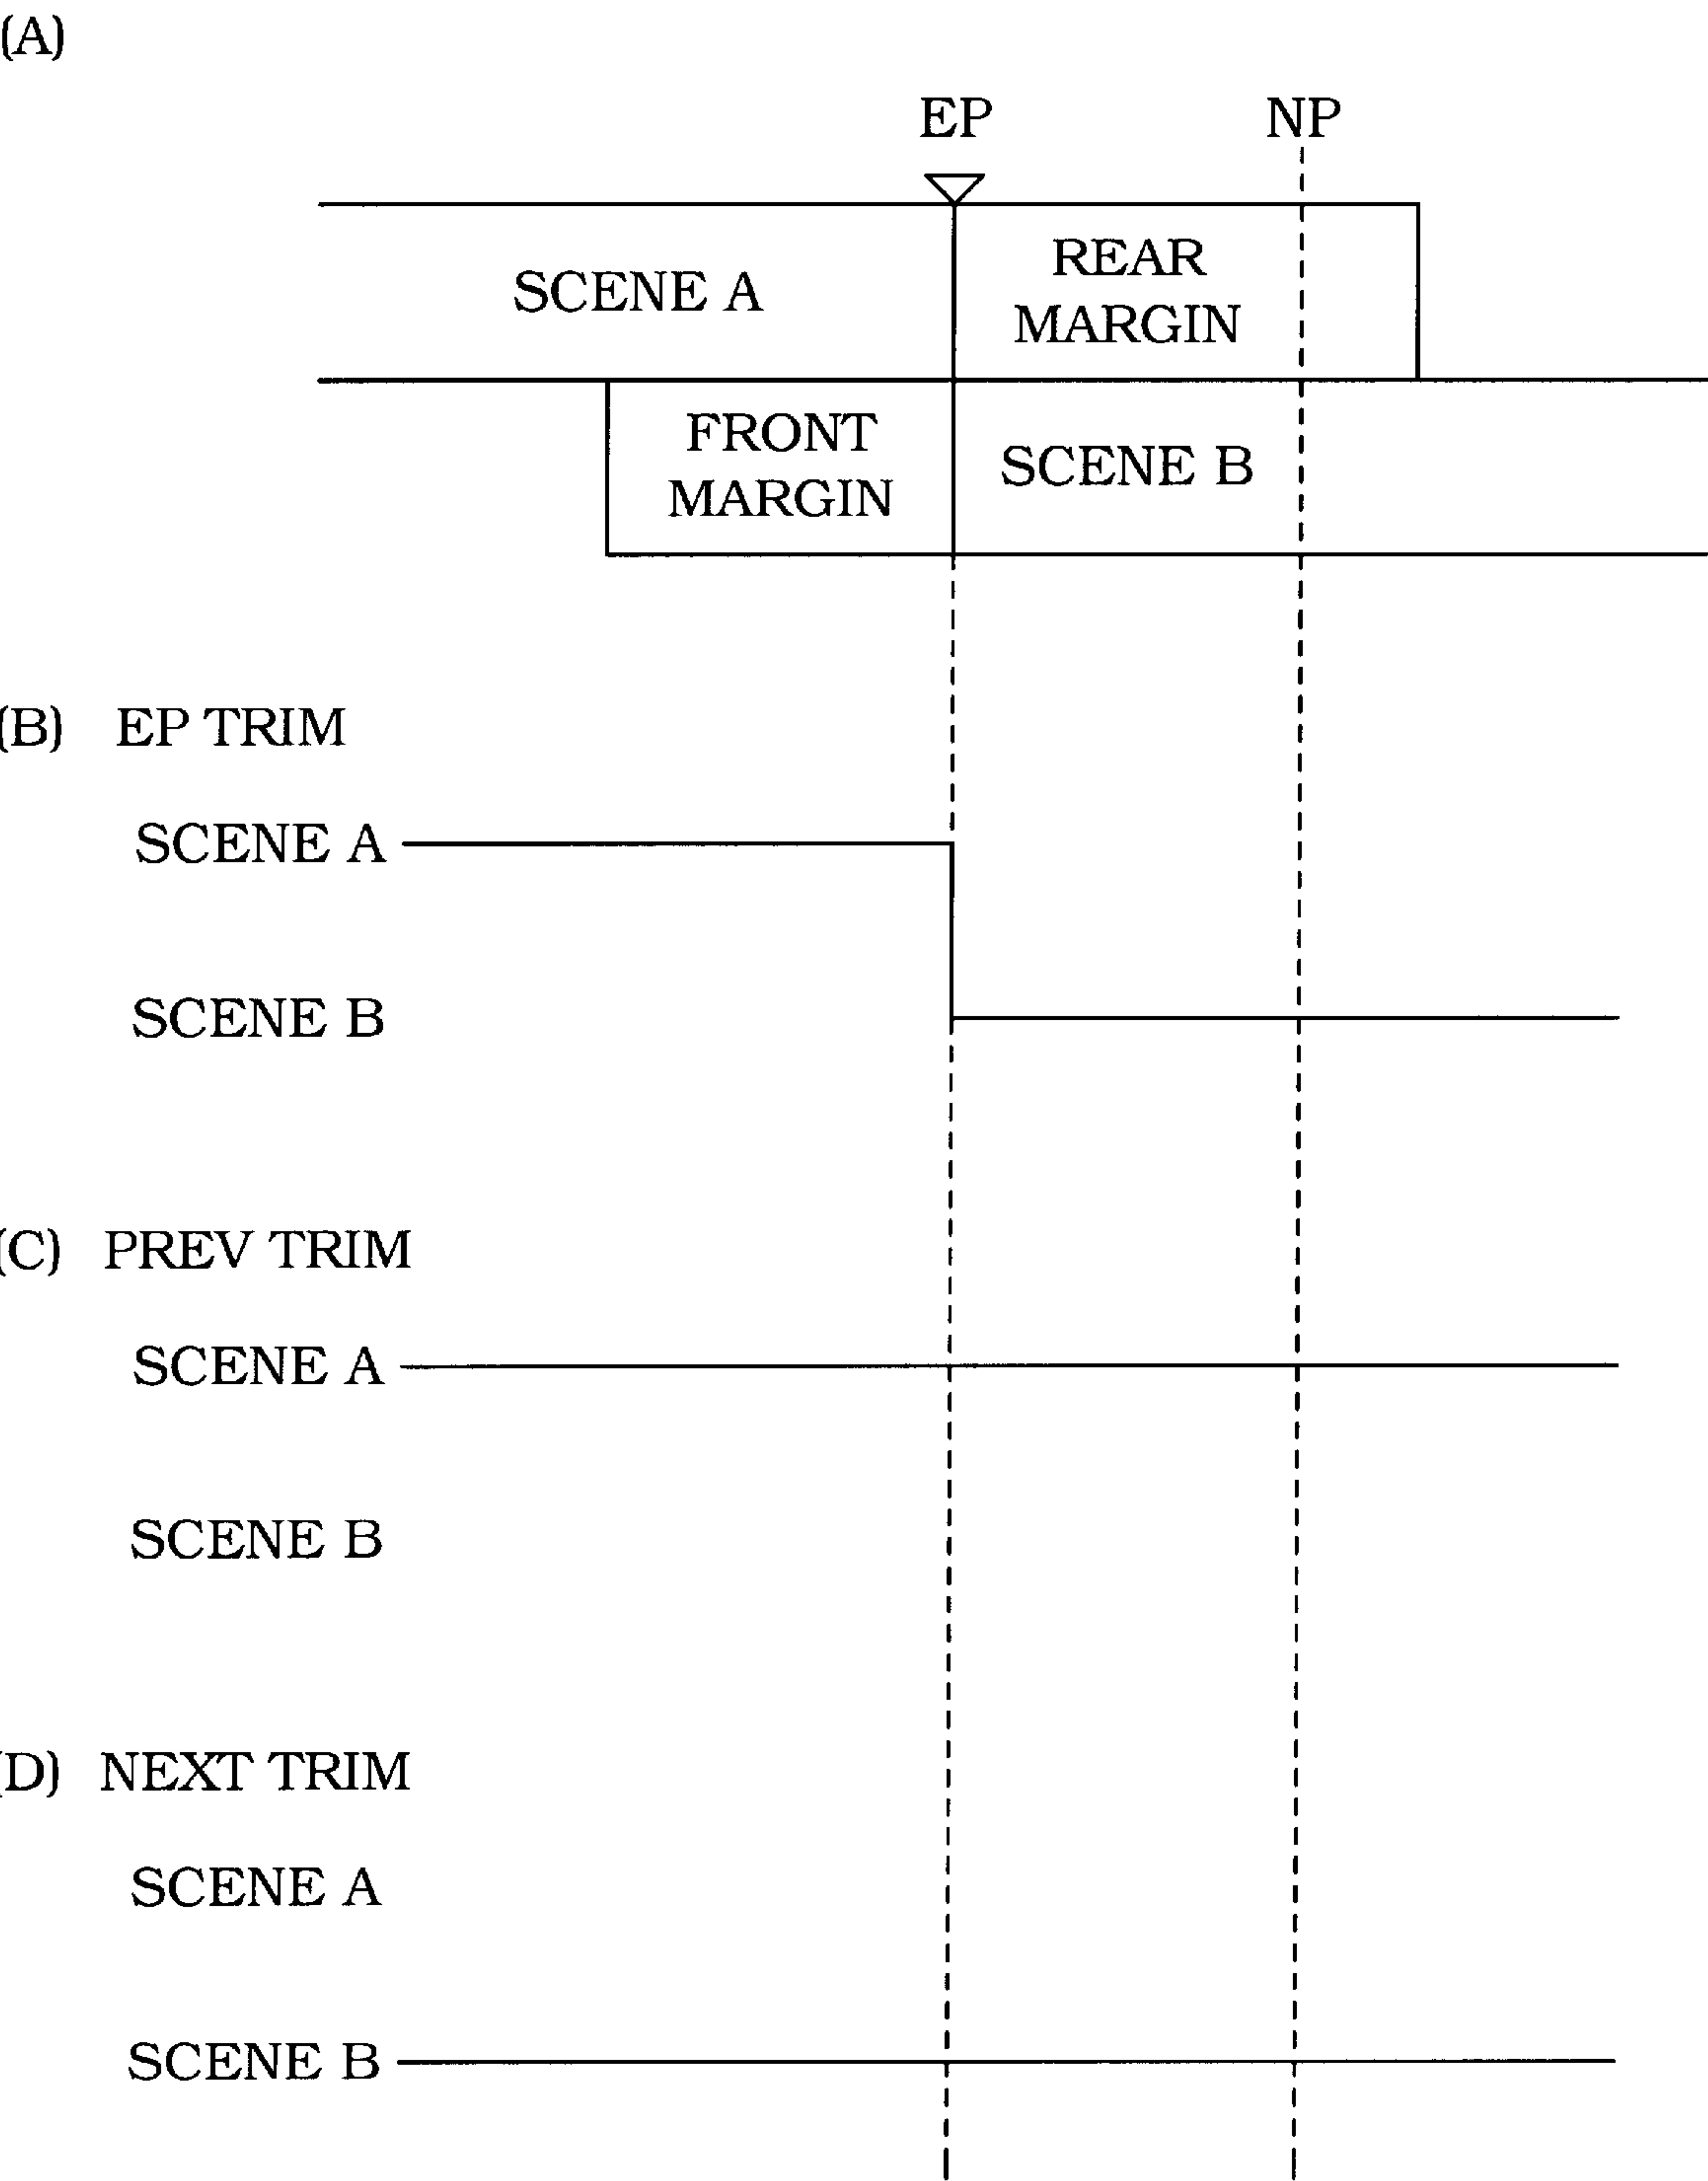 (A)
EP NP
SCENE A
REAR
MARGIN
FRONT
MARGIN
SCENE B
(B) EP TRIM
SCENE A
SCENE B
(C) PREV TRIM
SCENE A
SCENE B
(D) NEXT TRIM
SCENE A
SCENE B